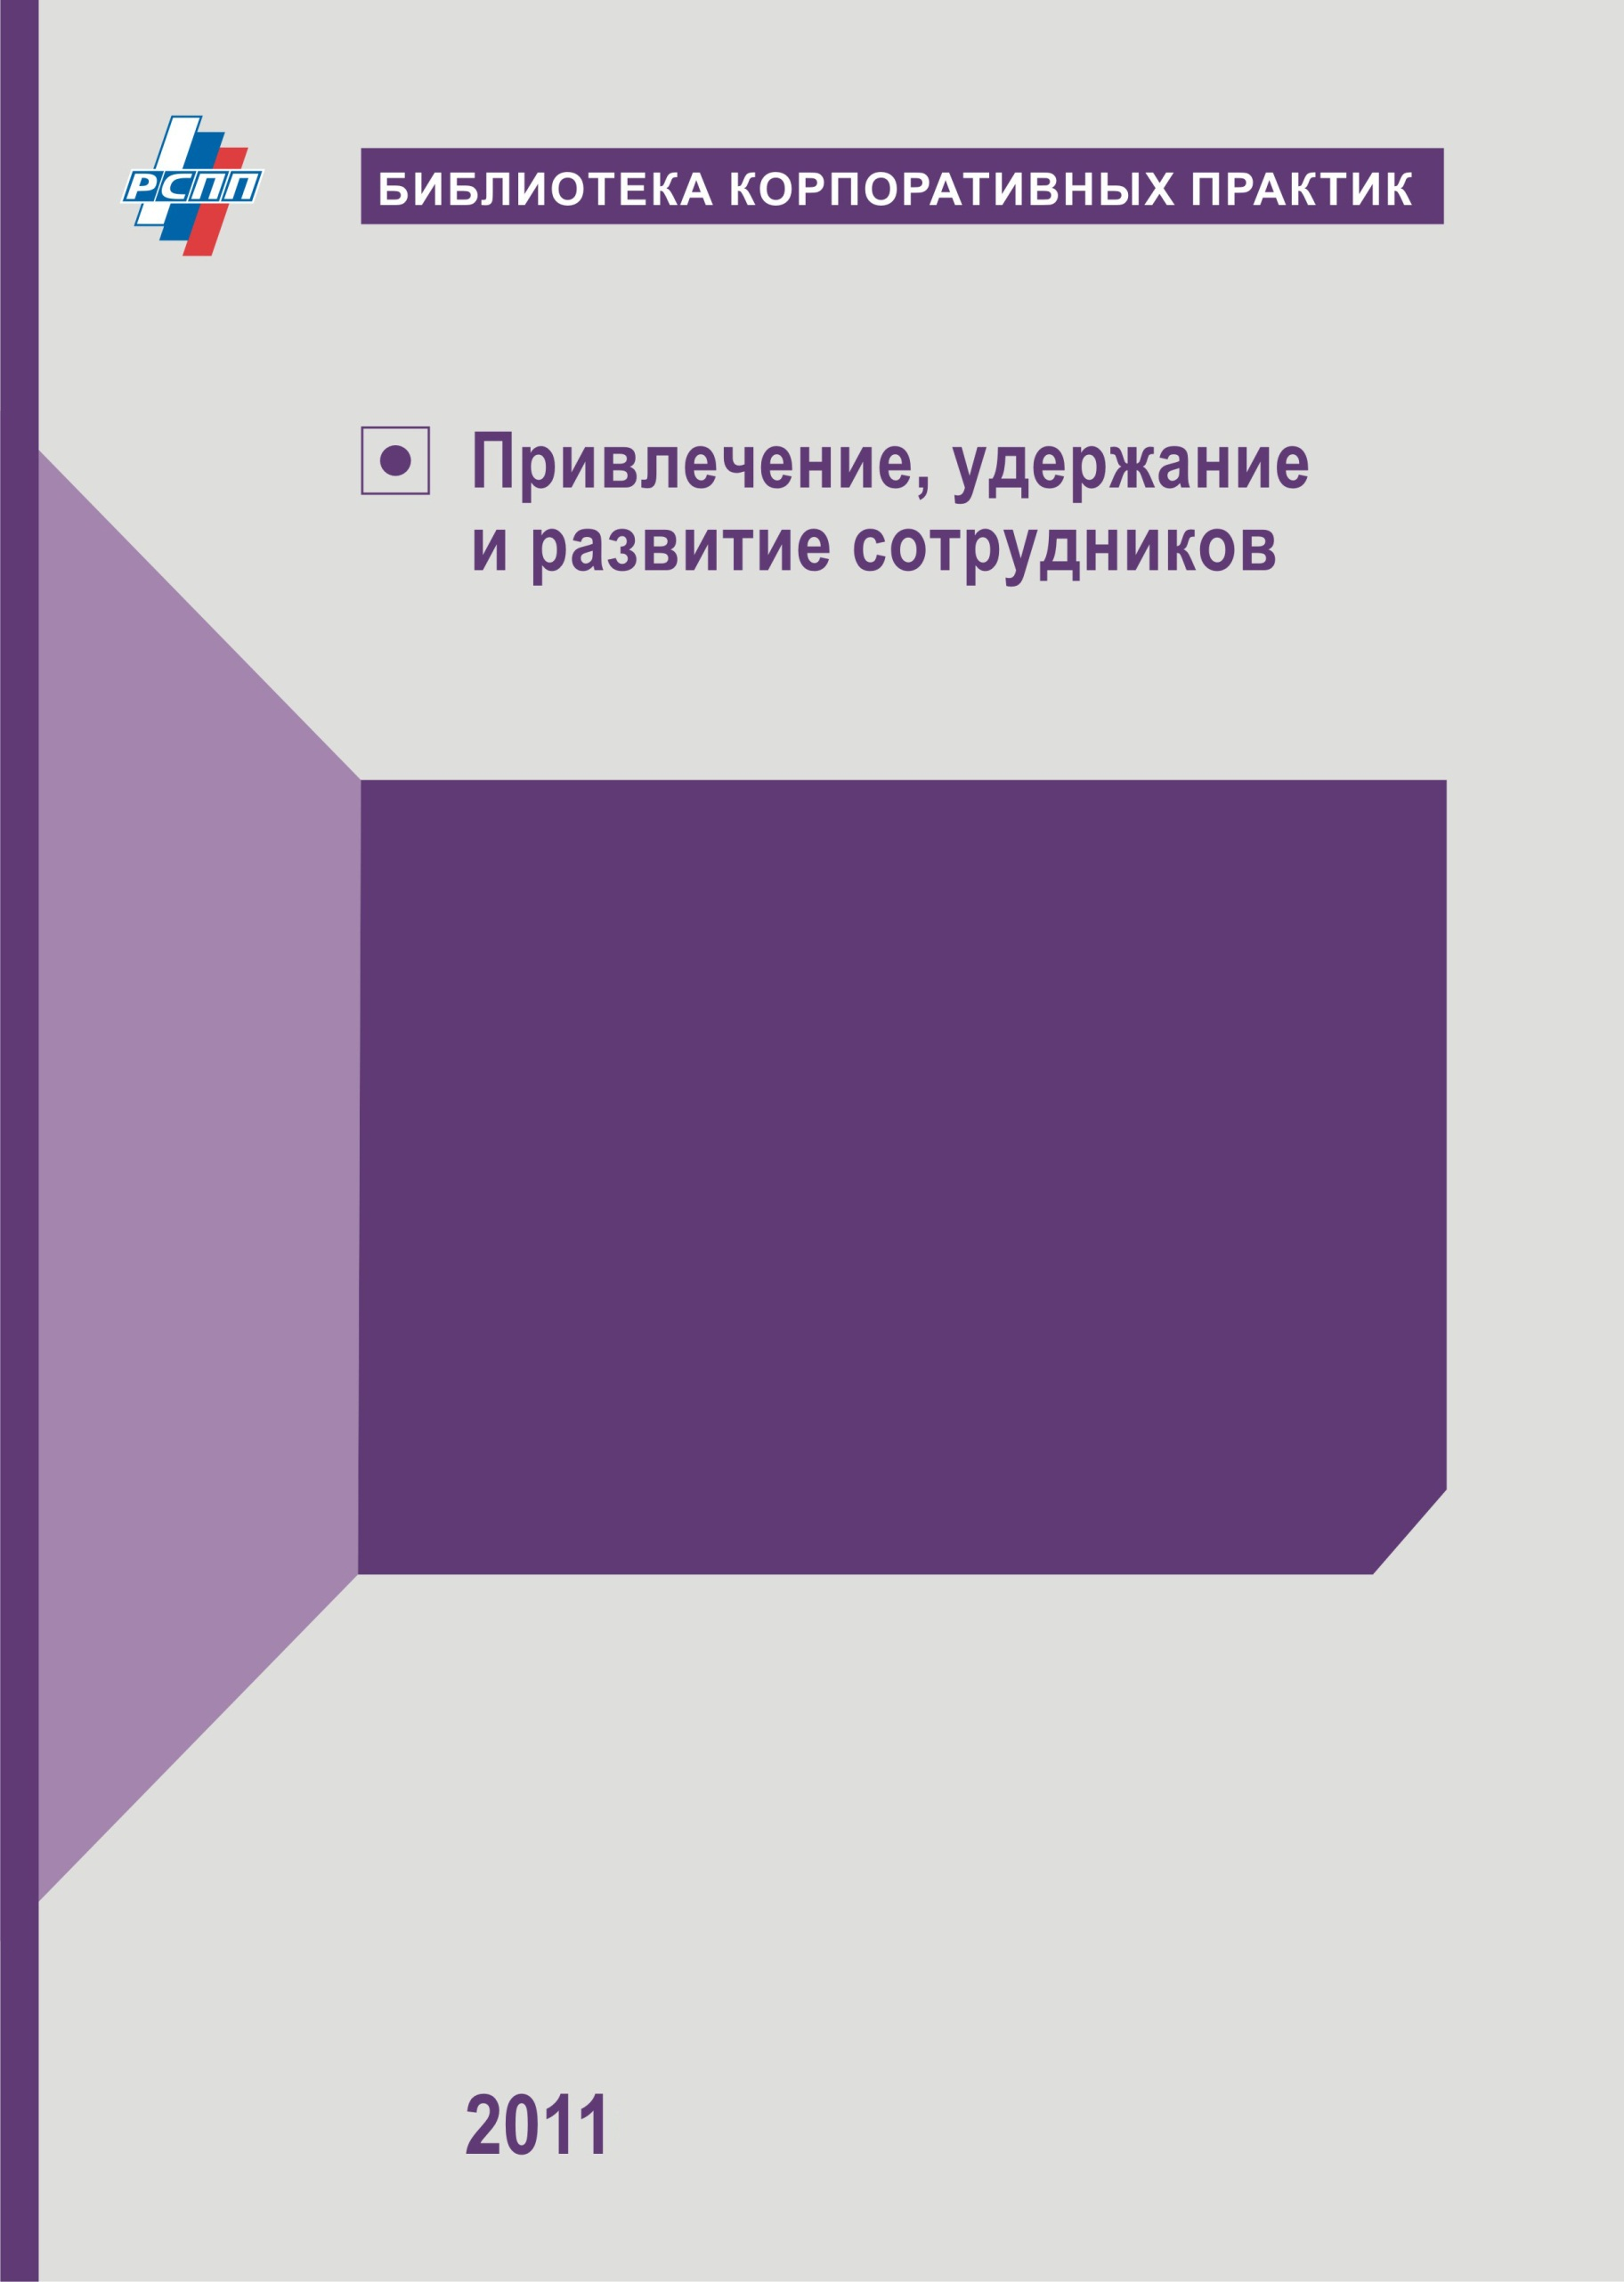 РСПП
БИБЛИОТЕКА КОРПОРАТИВНЫХ ПРАКТИК
Привлечение, удержание
и развитие сотрудников
2011